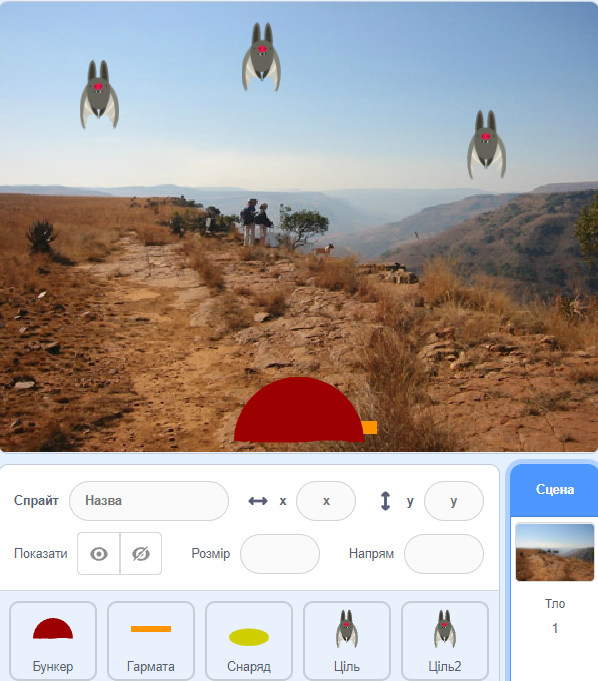 Сцена
Спрайт
Назва
x
x
y
y
Показати
Розмір
Напрям
Тло
1
Бункер
Гармата
Снаряд
Ціль
Ціль2